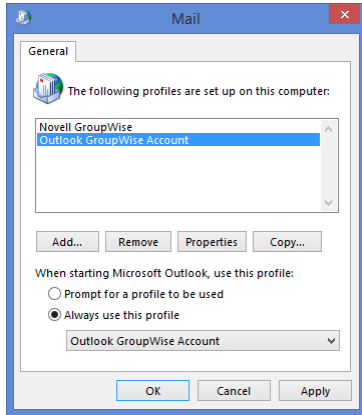 Mail
General
The following profiles are set up on this computer:
Novell GroupWise
Outlook GroupWise Account
Add... Remove Properties Copy...
When starting Microsoft Outlook, use this profile:
Prompt for a profile to be used
Always use this profile
Outlook GroupWise Account
OK Cancel Apply